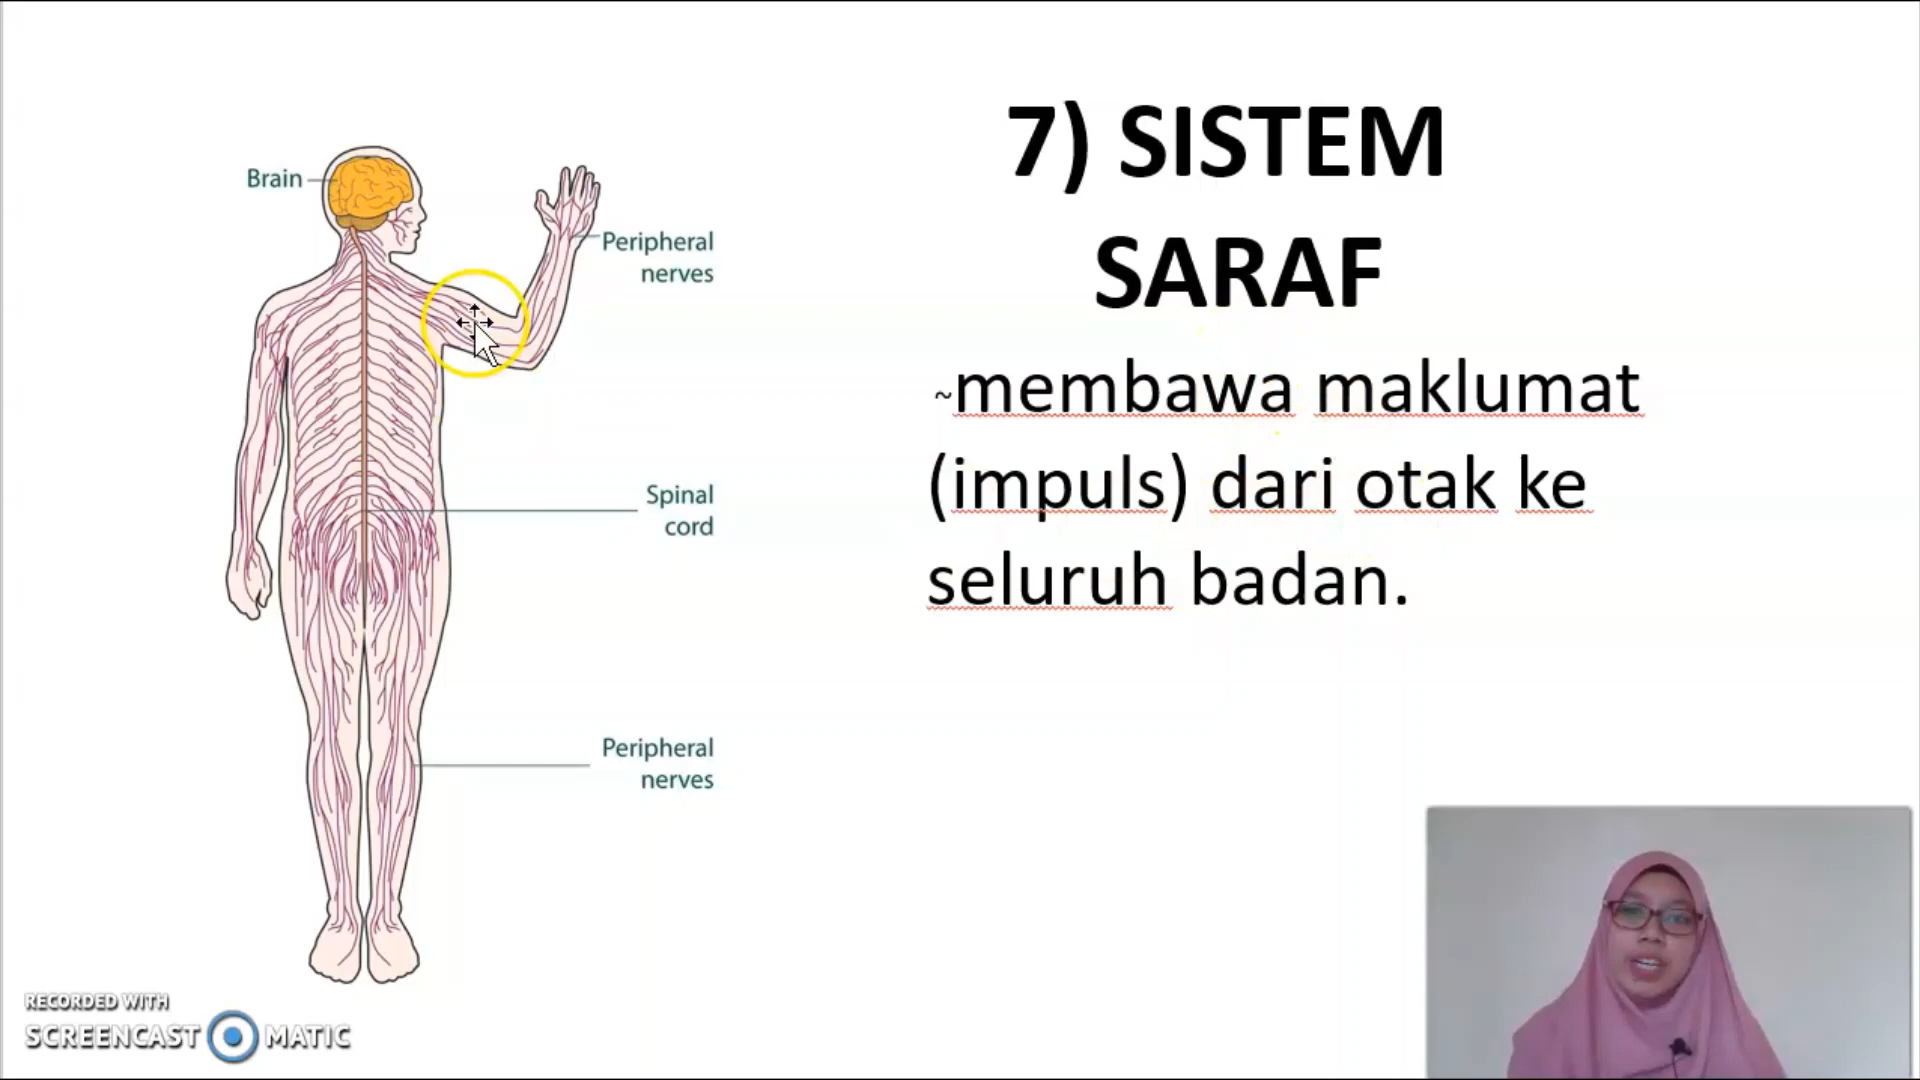 7) SISTEM
SARAF
~membawa maklumat
(impuls) dari otak ke
seluruh badan.
Brain
Peripheral
nerves
Spinal
cord
Peripheral
nerves
RECORDED WITH
SCREENCAST MATIC